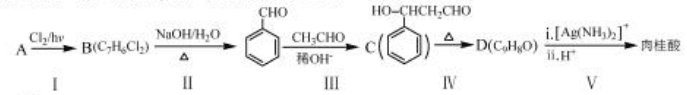 CHO HO-CHCH₂CHO
A Cl₂/hν B(C₇H₆Cl₂) NaOH/H₂O △ CH₃CHO 稀OH⁻ C( ) △ D(C₉H₈O) i.[Ag(NH₃)₂]⁺ ii.H⁺ 肉桂酸
I II III IV V